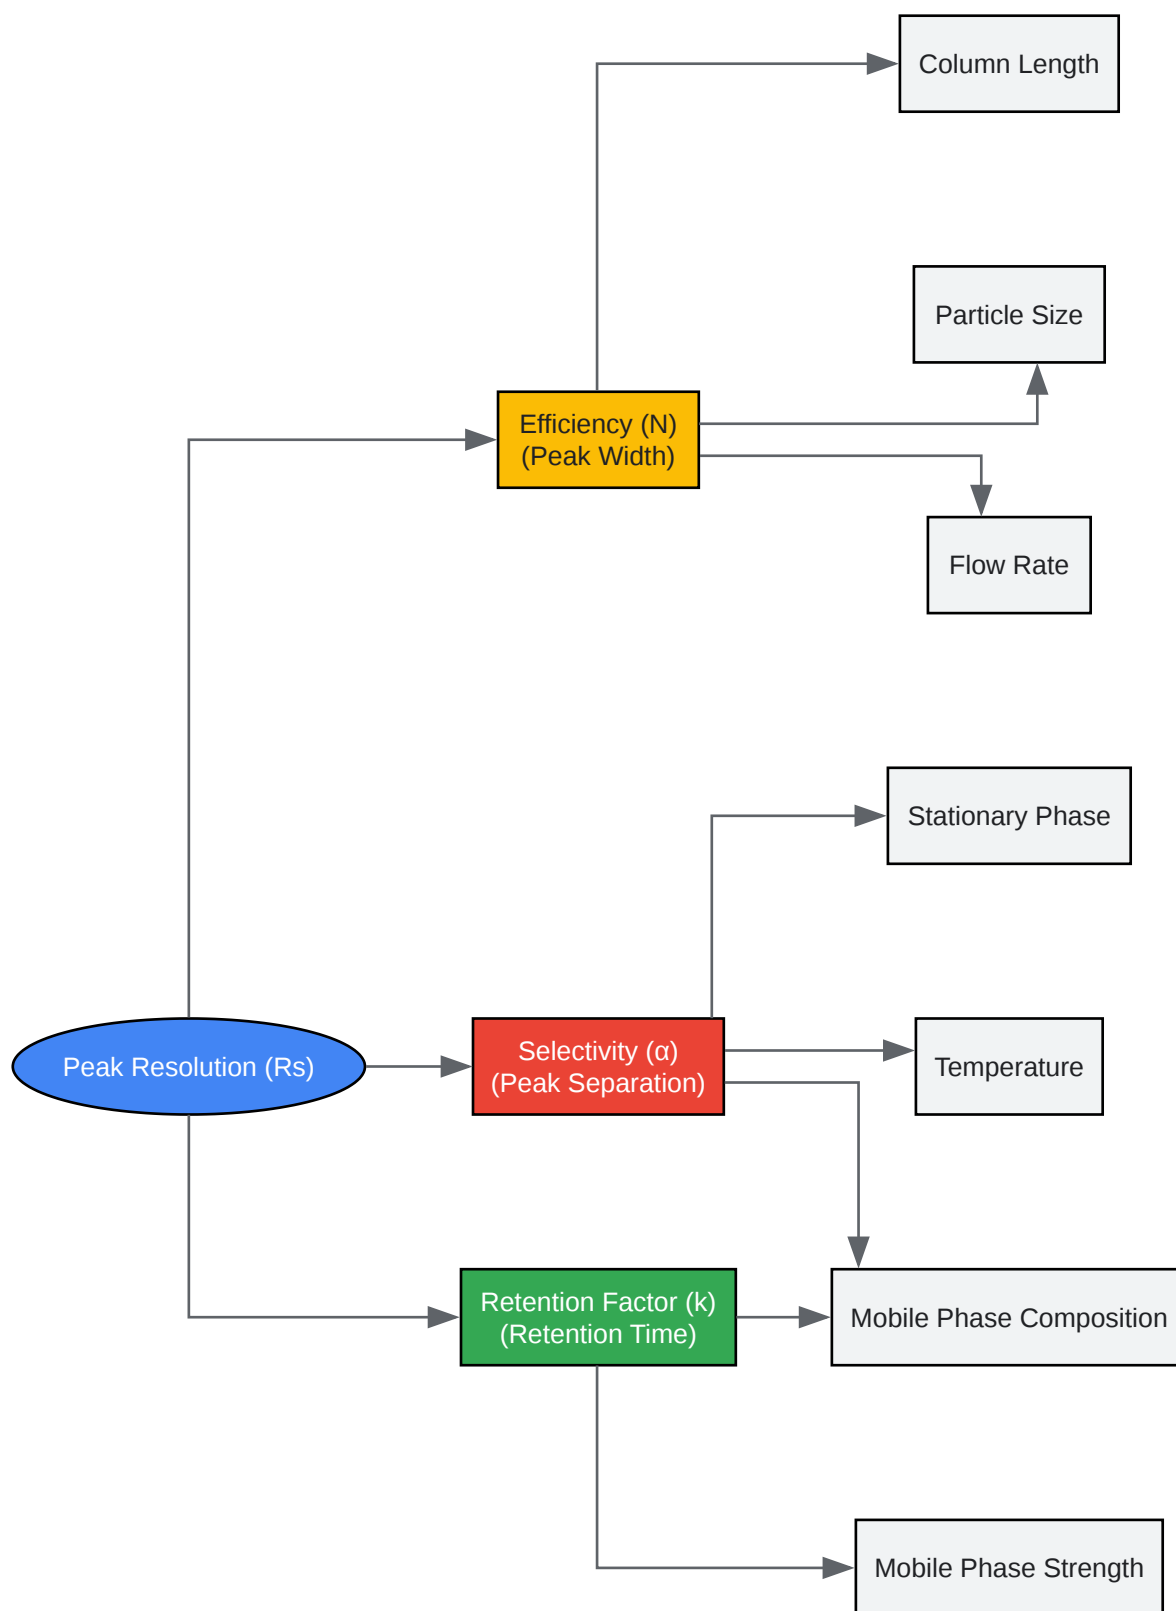 Column Length
Particle Size
Efficiency (N)
(Peak Width)
Flow Rate
Stationary Phase
Peak Resolution (Rs)
Selectivity (α)
(Peak Separation)
Temperature
Retention Factor (k)
(Retention Time)
Mobile Phase Composition
Mobile Phase Strength